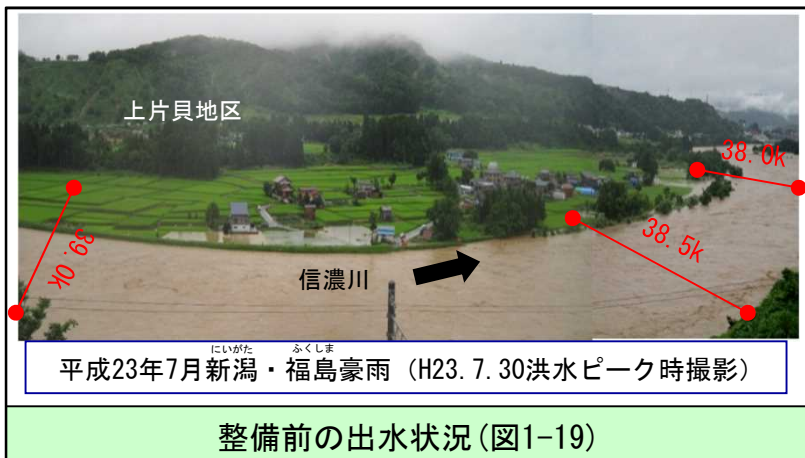 上片貝地区
38.0k
39.0k
38.5k
信濃川
にいがた ふくしま
平成23年7月新潟・福島豪雨（H23.7.30洪水ピーク時撮影）
整備前の出水状況(図1-19)